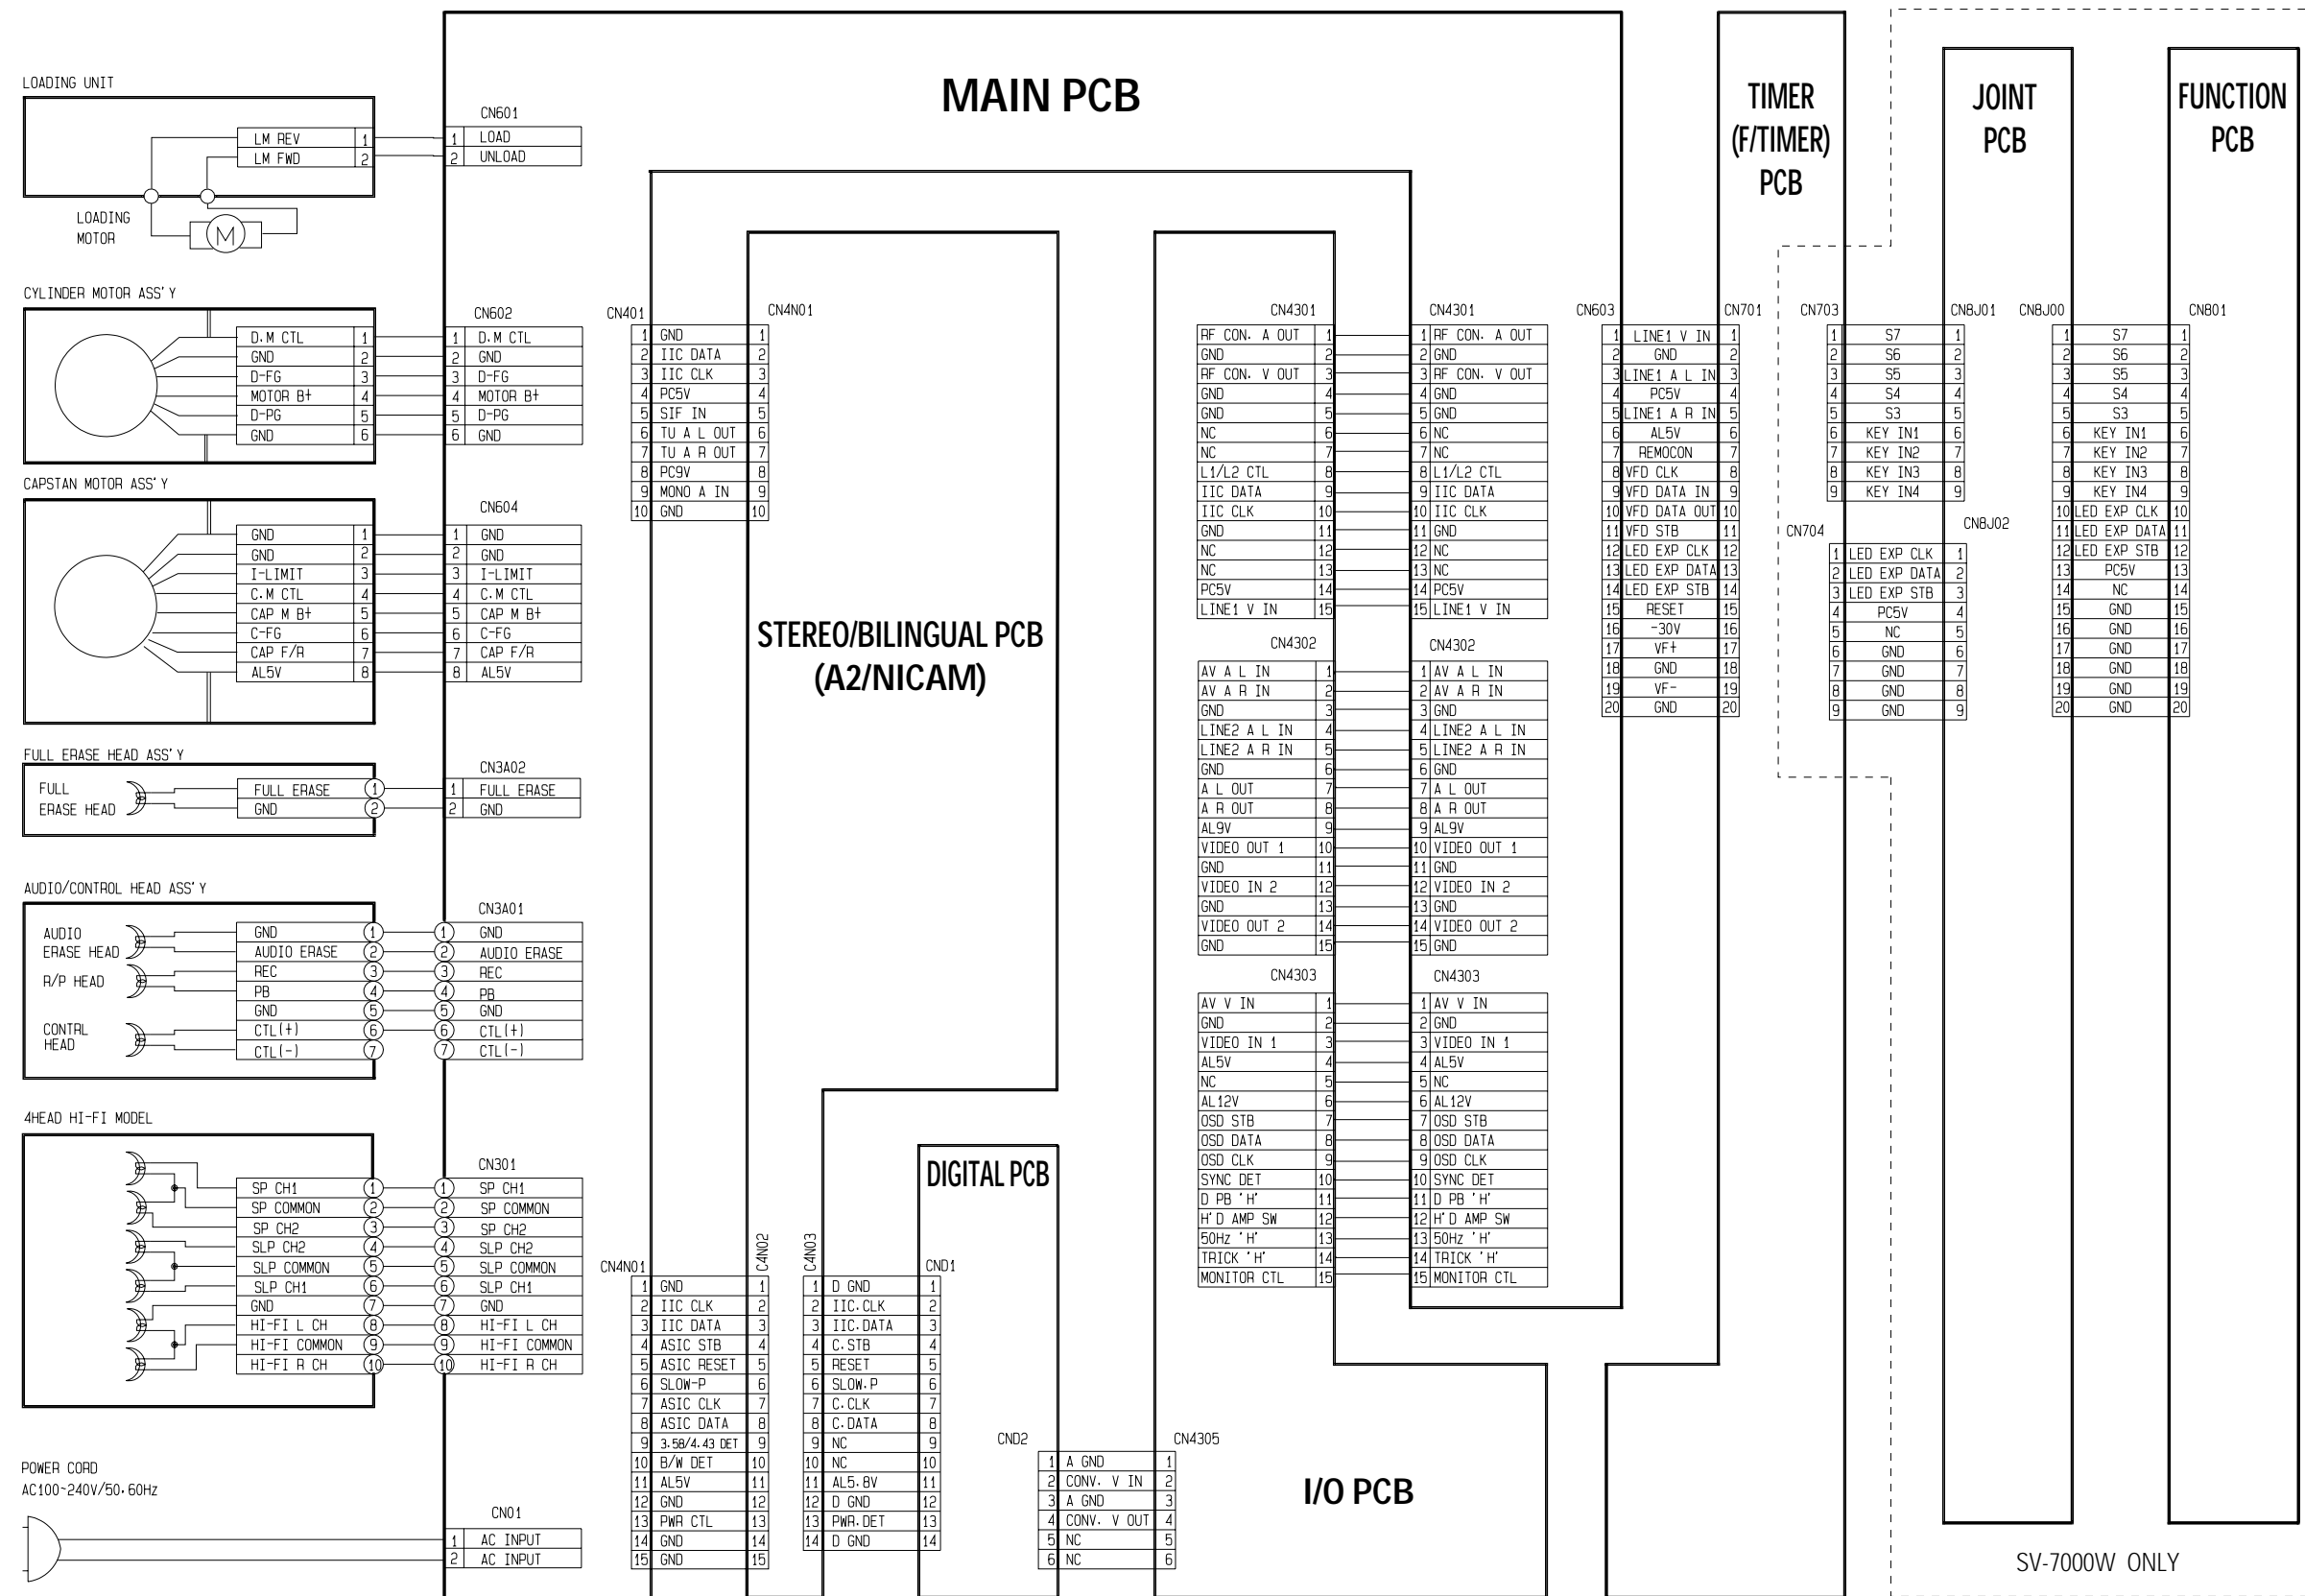 MAIN PCB
TIMER
(F/TIMER)
PCB
JOINT
PCB
FUNCTION
PCB
LOADING UNIT
LM REV 1
LM FWD 2
LOADING
MOTOR
M
CN601
1 LOAD
2 UNLOAD
CYLINDER MOTOR ASS'Y
D.M CTL 1
GND 2
D-FG 3
MOTOR B+ 4
D-PG 5
GND 6
CN602
1 D.M CTL
2 GND
3 D-FG
4 MOTOR B+
5 D-PG
6 GND
CAPSTAN MOTOR ASS'Y
GND 1
GND 2
I-LIMIT 3
C.M CTL 4
CAP M B+ 5
C-FG 6
CAP F/R 7
AL5V 8
CN604
1 GND
2 GND
3 I-LIMIT
4 C.M CTL
5 CAP M B+
6 C-FG
7 CAP F/R
8 AL5V
FULL ERASE HEAD ASS'Y
FULL
ERASE HEAD
FULL ERASE 1
GND 2
CN3A02
1 FULL ERASE
2 GND
AUDIO/CONTROL HEAD ASS'Y
AUDIO
ERASE HEAD
R/P HEAD
CONTRL
HEAD
GND 1
AUDIO ERASE 2
REC 3
PB 4
GND 5
CTL(+) 6
CTL(-) 7
CN3A01
1 GND
2 AUDIO ERASE
3 REC
4 PB
5 GND
6 CTL(+)
7 CTL(-)
4HEAD HI-FI MODEL
SP CH1 1
SP COMMON 2
SP CH2 3
SLP CH2 4
SLP COMMON 5
SLP CH1 6
GND 7
HI-FI L CH 8
HI-FI COMMON 9
HI-FI R CH 10
CN301
1 SP CH1
2 SP COMMON
3 SP CH2
4 SLP CH2
5 SLP COMMON
6 SLP CH1
7 GND
8 HI-FI L CH
9 HI-FI COMMON
10 HI-FI R CH
POWER CORD
AC100~240V/50.60Hz
CN01
1 AC INPUT
2 AC INPUT
CN401 CN4N01
1 GND 1
2 IIC DATA 2
3 IIC CLK 3
4 PC5V 4
5 SIF IN 5
6 TU A L OUT 6
7 TU A R OUT 7
8 PC9V 8
9 MONO A IN 9
10 GND 10
STEREO/BILINGUAL PCB
(A2/NICAM)
CN4N01 C4N02
1 GND 1
2 IIC CLK 2
3 IIC DATA 3
4 ASIC STB 4
5 ASIC RESET 5
6 SLOW-P 6
7 ASIC CLK 7
8 ASIC DATA 8
9 3.58/4.43 DET 9
10 B/W DET 10
11 AL5V 11
12 GND 12
13 PWR CTL 13
14 GND 14
15 GND 15
DIGITAL PCB
C4N03 CND1
1 D GND 1
2 IIC.CLK 2
3 IIC.DATA 3
4 C.STB 4
5 RESET 5
6 SLOW.P 6
7 C.CLK 7
8 C.DATA 8
9 NC 9
10 NC 10
11 AL5.8V 11
12 D GND 12
13 PWR.DET 13
14 D GND 14
CND2 CN4305
1 A GND 1
2 CONV. V IN 2
3 A GND 3
4 CONV. V OUT 4
5 NC 5
6 NC 6
I/O PCB
CN4301 CN4301
RF CON. A OUT 1 1 RF CON. A OUT
GND 2 2 GND
RF CON. V OUT 3 3 RF CON. V OUT
GND 4 4 GND
GND 5 5 GND
NC 6 6 NC
NC 7 7 NC
L1/L2 CTL 8 8 L1/L2 CTL
IIC DATA 9 9 IIC DATA
IIC CLK 10 10 IIC CLK
GND 11 11 GND
NC 12 12 NC
NC 13 13 NC
PC5V 14 14 PC5V
LINE1 V IN 15 15 LINE1 V IN
CN4302 CN4302
AV A L IN 1 1 AV A L IN
AV A R IN 2 2 AV A R IN
GND 3 3 GND
LINE2 A L IN 4 4 LINE2 A L IN
LINE2 A R IN 5 5 LINE2 A R IN
GND 6 6 GND
A L OUT 7 7 A L OUT
A R OUT 8 8 A R OUT
AL9V 9 9 AL9V
VIDEO OUT 1 10 10 VIDEO OUT 1
GND 11 11 GND
VIDEO IN 2 12 12 VIDEO IN 2
GND 13 13 GND
VIDEO OUT 2 14 14 VIDEO OUT 2
GND 15 15 GND
CN4303 CN4303
AV V IN 1 1 AV V IN
GND 2 2 GND
VIDEO IN 1 3 3 VIDEO IN 1
AL5V 4 4 AL5V
NC 5 5 NC
AL12V 6 6 AL12V
OSD STB 7 7 OSD STB
OSD DATA 8 8 OSD DATA
OSD CLK 9 9 OSD CLK
SYNC DET 10 10 SYNC DET
D PB 'H' 11 11 D PB 'H'
H'D AMP SW 12 12 H'D AMP SW
50Hz 'H' 13 13 50Hz 'H'
TRICK 'H' 14 14 TRICK 'H'
MONITOR CTL 15 15 MONITOR CTL
CN603 CN701
1 LINE1 V IN 1
2 GND 2
3 LINE1 A L IN 3
4 PC5V 4
5 LINE1 A R IN 5
6 AL5V 6
7 REMOCON 7
8 VFD CLK 8
9 VFD DATA IN 9
10 VFD DATA OUT 10
11 VFD STB 11
12 LED EXP CLK 12
13 LED EXP DATA 13
14 LED EXP STB 14
15 RESET 15
16 -30V 16
17 VF+ 17
18 GND 18
19 VF- 19
20 GND 20
CN703 CN8J01
1 S7 1
2 S6 2
3 S5 3
4 S4 4
5 S3 5
6 KEY IN1 6
7 KEY IN2 7
8 KEY IN3 8
9 KEY IN4 9
CN704 CN8J02
1 LED EXP CLK 1
2 LED EXP DATA 2
3 LED EXP STB 3
4 PC5V 4
5 NC 5
6 GND 6
7 GND 7
8 GND 8
9 GND 9
CN8J00 CN801
1 S7 1
2 S6 2
3 S5 3
4 S4 4
5 S3 5
6 KEY IN1 6
7 KEY IN2 7
8 KEY IN3 8
9 KEY IN4 9
10 LED EXP CLK 10
11 LED EXP DATA 11
12 LED EXP STB 12
13 PC5V 13
14 NC 14
15 GND 15
16 GND 16
17 GND 17
18 GND 18
19 GND 19
20 GND 20
SV-7000W ONLY